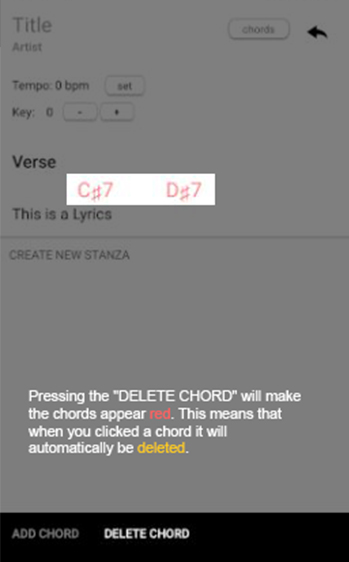 Title
chords
Artist
Tempo: 0 bpm
set
Key: 0
-
+
Verse
C♯7 D♯7
This is a Lyrics
CREATE NEW STANZA
Pressing the "DELETE CHORD" will make
the chords appear red. This means that
when you clicked a chord it will
automatically be deleted.
ADD CHORD DELETE CHORD